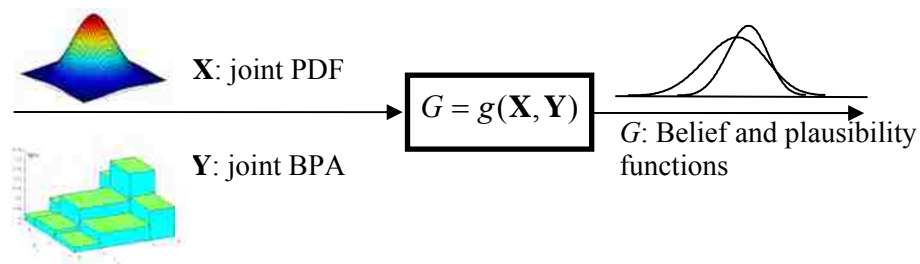 X: joint PDF
G = g(X, Y)
Y: joint BPA
G: Belief and plausibility
functions